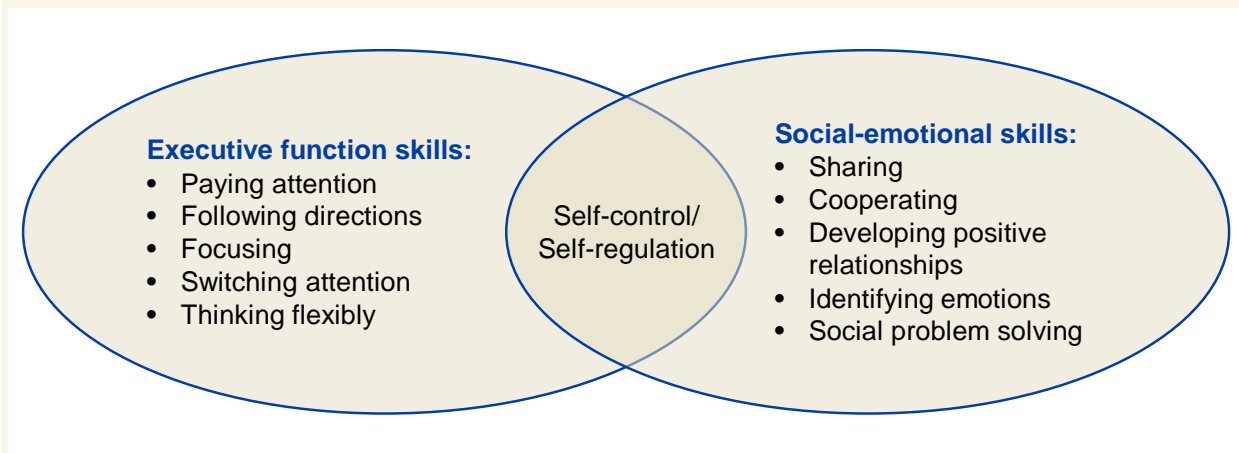 Executive function skills:
• Paying attention
• Following directions
• Focusing
• Switching attention
• Thinking flexibly
Self-control/
Self-regulation
Social-emotional skills:
• Sharing
• Cooperating
• Developing positive
relationships
• Identifying emotions
• Social problem solving